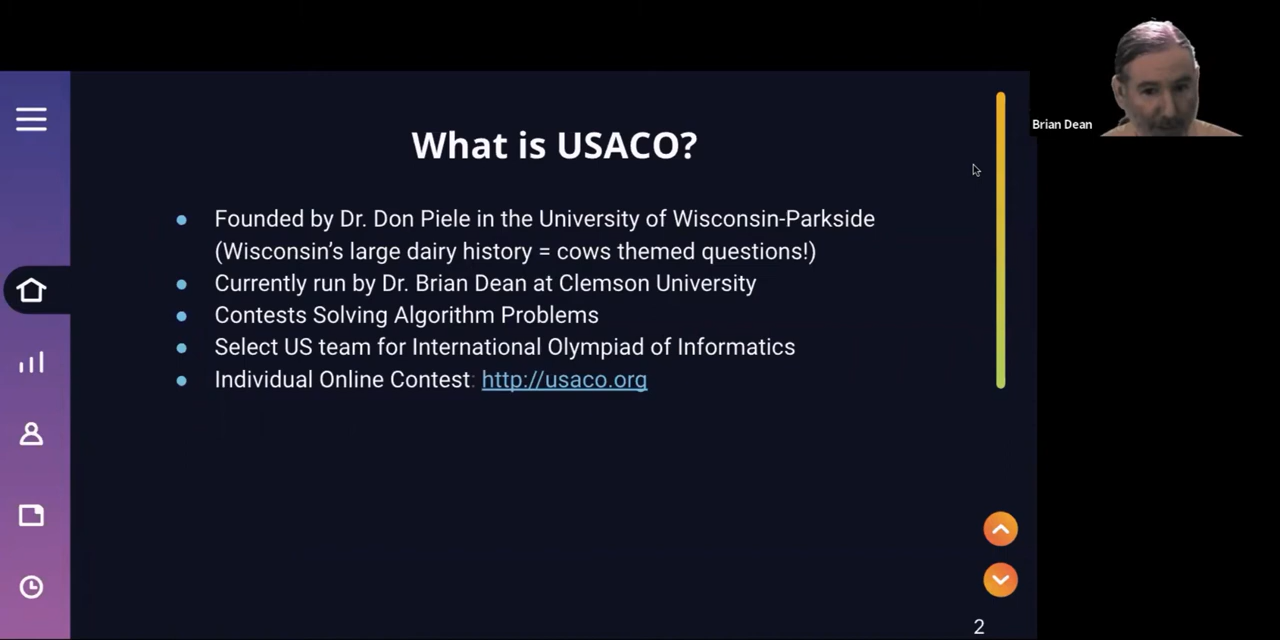 What is USACO?
Founded by Dr. Don Piele in the University of Wisconsin-Parkside
(Wisconsin’s large dairy history = cows themed questions!)
Currently run by Dr. Brian Dean at Clemson University
Contests Solving Algorithm Problems
Select US team for International Olympiad of Informatics
Individual Online Contest: http://usaco.org
Brian Dean
2